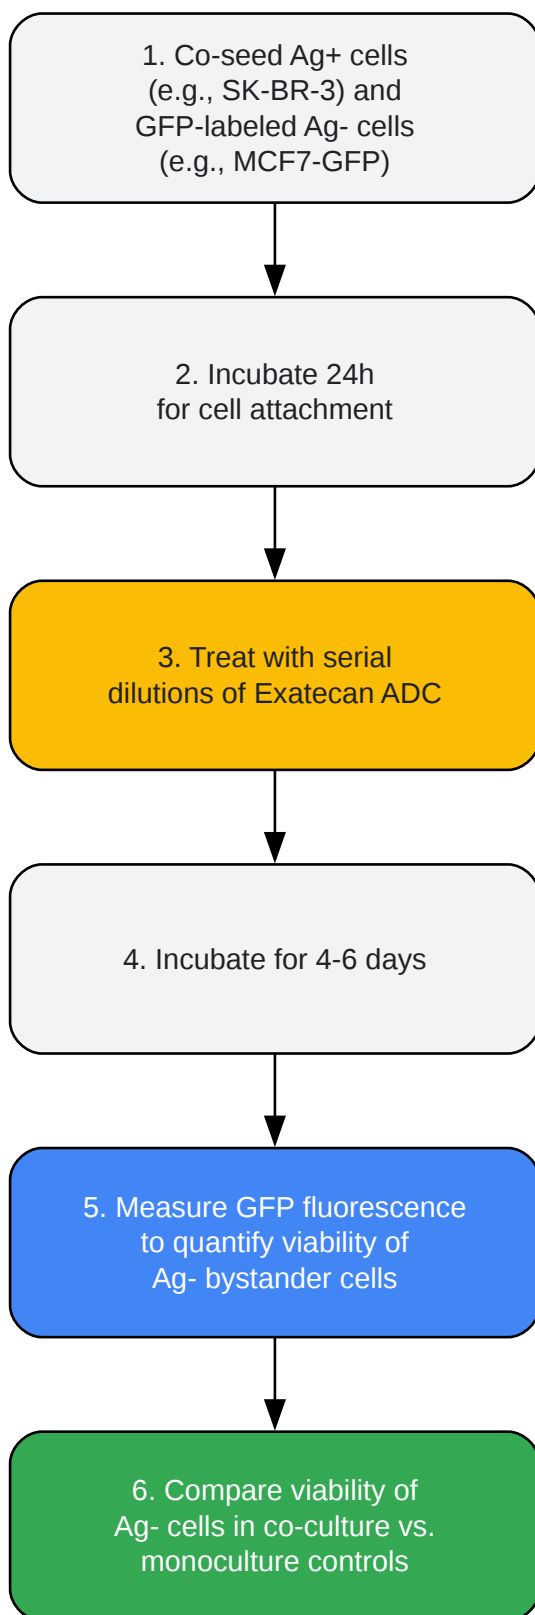 1. Co-seed Ag+ cells
(e.g., SK-BR-3) and
GFP-labeled Ag- cells
(e.g., MCF7-GFP)
2. Incubate 24h
for cell attachment
3. Treat with serial
dilutions of Exatecan ADC
4. Incubate for 4-6 days
5. Measure GFP fluorescence
to quantify viability of
Ag- bystander cells
6. Compare viability of
Ag- cells in co-culture vs.
monoculture controls